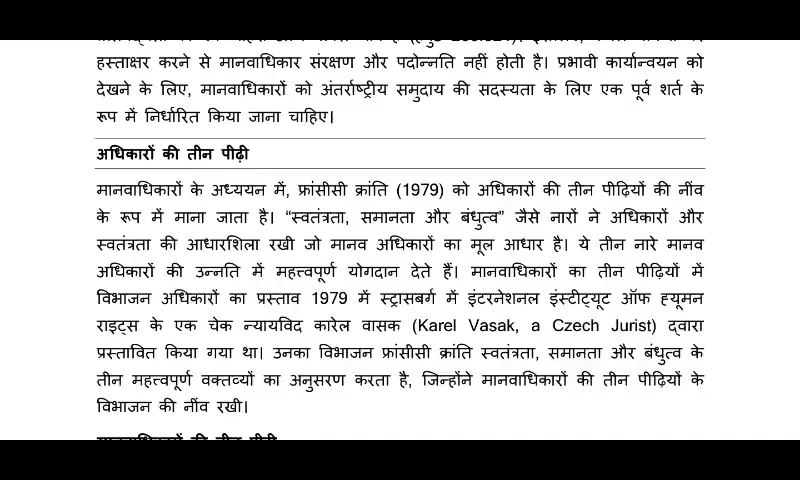 हस्ताक्षर करने से मानवाधिकार संरक्षण और पदोन्नति नहीं होती है। प्रभावी कार्यान्वयन को
देखने के लिए, मानवाधिकारों को अंतर्राष्ट्रीय समुदाय की सदस्यता के लिए एक पूर्व शर्त के
रूप में निर्धारित किया जाना चाहिए।
अधिकारों की तीन पीढ़ी
मानवाधिकारों के अध्ययन में, फ्रांसीसी क्रांति (1979) को अधिकारों की तीन पीढ़ियों की नींव
के रूप में माना जाता है। “स्वतंत्रता, समानता और बंधुत्व” जैसे नारों ने अधिकारों और
स्वतंत्रता की आधारशिला रखी जो मानव अधिकारों का मूल आधार है। ये तीन नारे मानव
अधिकारों की उन्नति में महत्त्वपूर्ण योगदान देते हैं। मानवाधिकारों का तीन पीढ़ियों में
विभाजन अधिकारों का प्रस्ताव 1979 में स्ट्रासबर्ग में इंटरनेशनल इंस्टीट्यूट ऑफ ह्यूमन
राइट्स के एक चेक न्यायविद कारेल वासक (Karel Vasak, a Czech Jurist) द्वारा
प्रस्तावित किया गया था। उनका विभाजन फ्रांसीसी क्रांति स्वतंत्रता, समानता और बंधुत्व के
तीन महत्त्वपूर्ण वक्तव्यों का अनुसरण करता है, जिन्होंने मानवाधिकारों की तीन पीढ़ियों के
विभाजन की नींव रखी।
मानवाधिकारों की तीन पीढ़ी